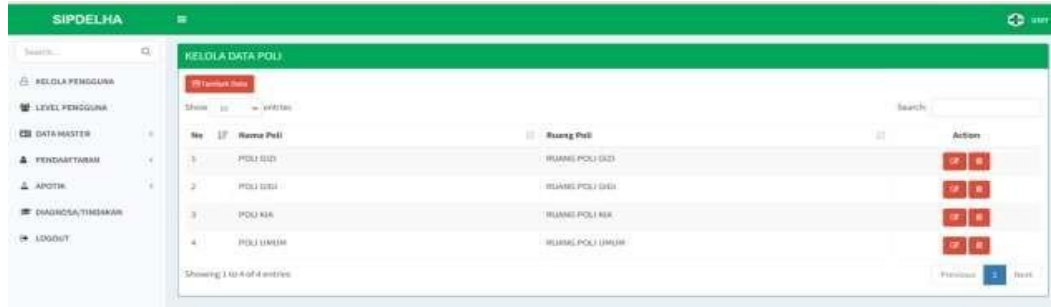 SIPDELHA
USER
Search...
KELOLA DATA POLI
KELOLA PENGGUNA
Tambah Data
LEVEL PENGGUNA
Show 10 entries
Search:
DATA MASTER
No Nama Poli Ruang Poli Action
PENDAFTARAN
1 POLI GIZI RUANG POLI GIZI
APOTIK
2 POLI GIGI RUANG POLI GIGI
DIAGNOSA/TINDAKAN
3 POLI KIA RUANG POLI KIA
LOGOUT
4 POLI UMUM RUANG POLI UMUM
Showing 1 to 4 of 4 entries
Previous 1 Next